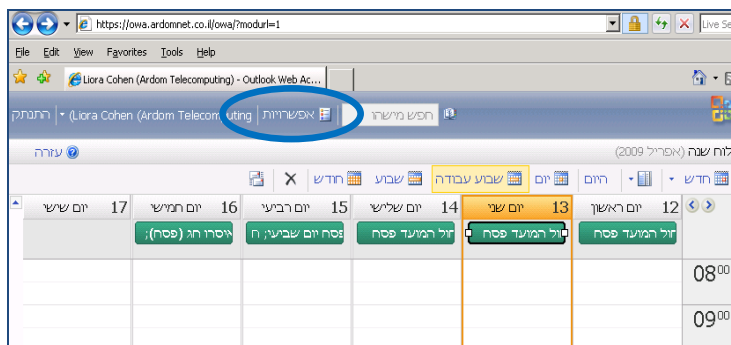 https://owa.ardomnet.co.il/owa/?modurl=1
Live Se
File Edit View Favorites Tools Help
Liora Cohen (Ardom Telecomputing) - Outlook Web Ac...
חפש מישהו אפשרויות Liora Cohen (Ardom Telecomputing) התנתק
לוח שנה (אפריל 2009) עזרה
חדש היום יום שבוע עבודה שבוע חודש
12 יום ראשון 13 יום שני 14 יום שלישי 15 יום רביעי 16 יום חמישי 17 יום שישי
חול המועד פסח חול המועד פסח חול המועד פסח פסח יום שביעי; ח איסרו חג (פסח);
08 00
09 00